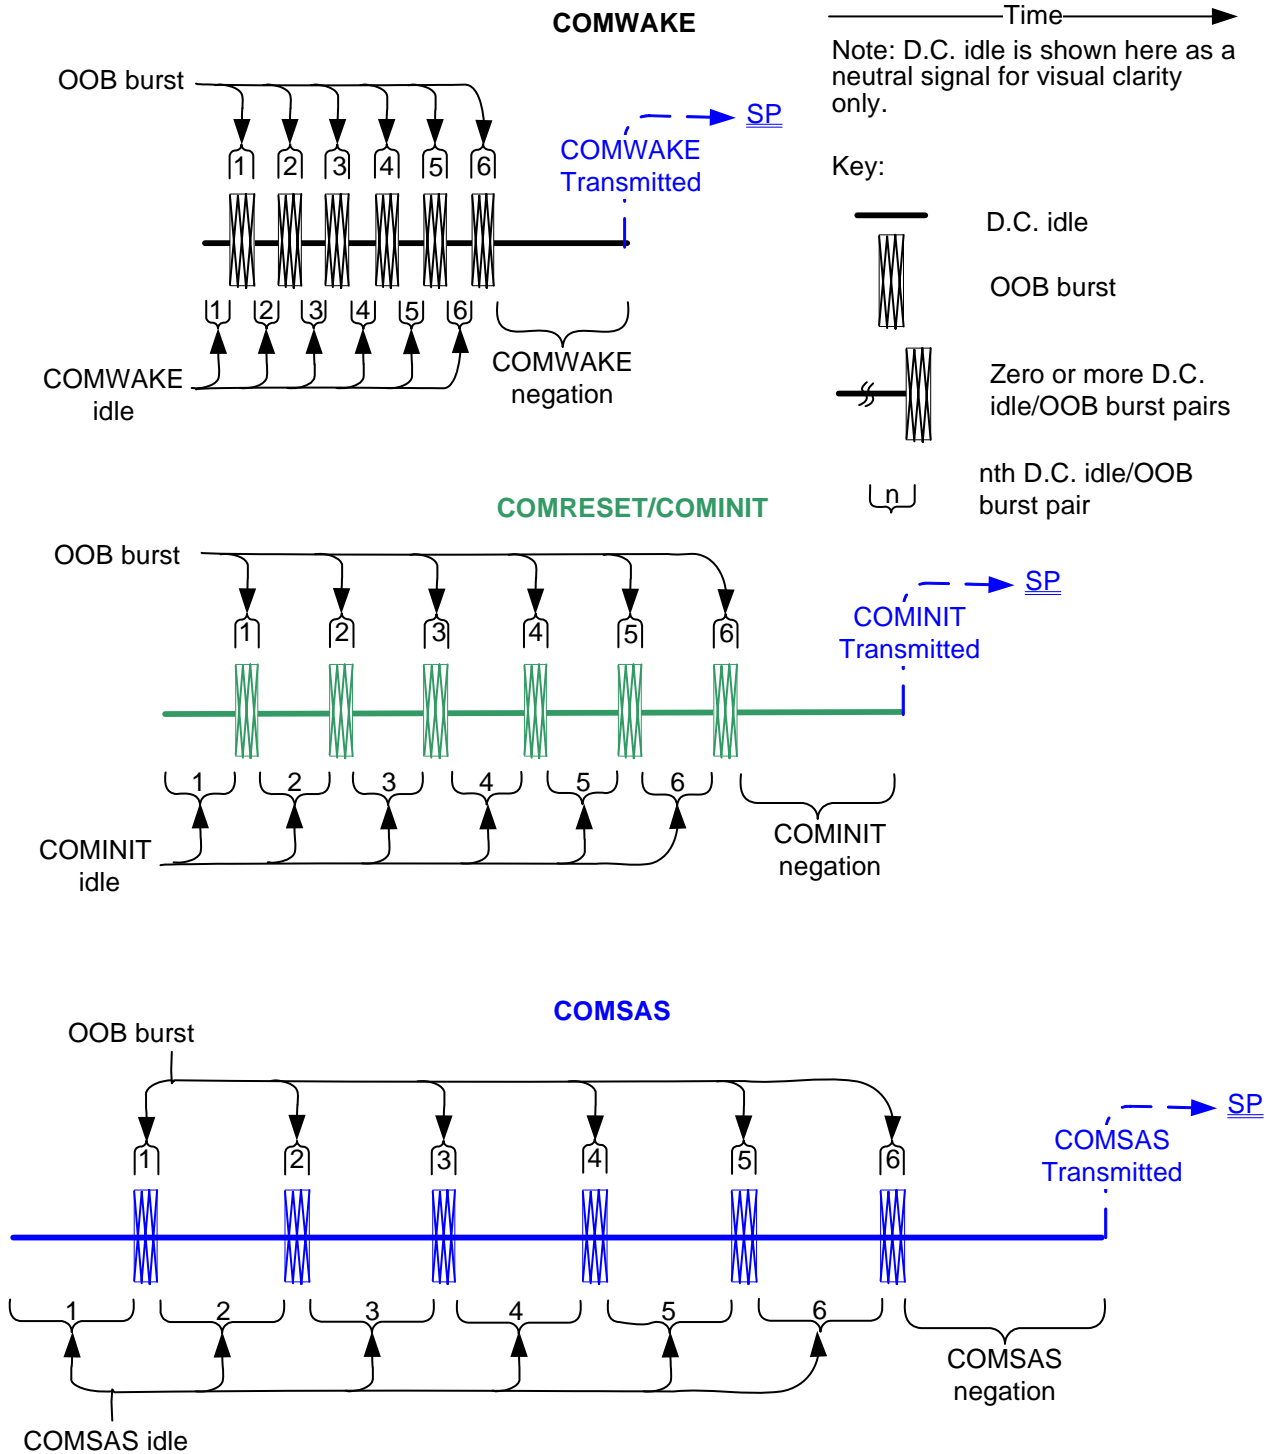 COMWAKE
Time
Note: D.C. idle is shown here as a
neutral signal for visual clarity
only.
OOB burst
SP
COMWAKE
Transmitted
1 2 3 4 5 6
1 2 3 4 5 6
COMWAKE
idle
COMWAKE
negation
Key:
D.C. idle
OOB burst
Zero or more D.C.
idle/OOB burst pairs
n
nth D.C. idle/OOB
burst pair
COMRESET/COMINIT
OOB burst
SP
COMINIT
Transmitted
1 2 3 4 5 6
1 2 3 4 5 6
COMINIT
idle
COMINIT
negation
COMSAS
OOB burst
SP
COMSAS
Transmitted
1 2 3 4 5 6
1 2 3 4 5 6
COMSAS
negation
COMSAS idle